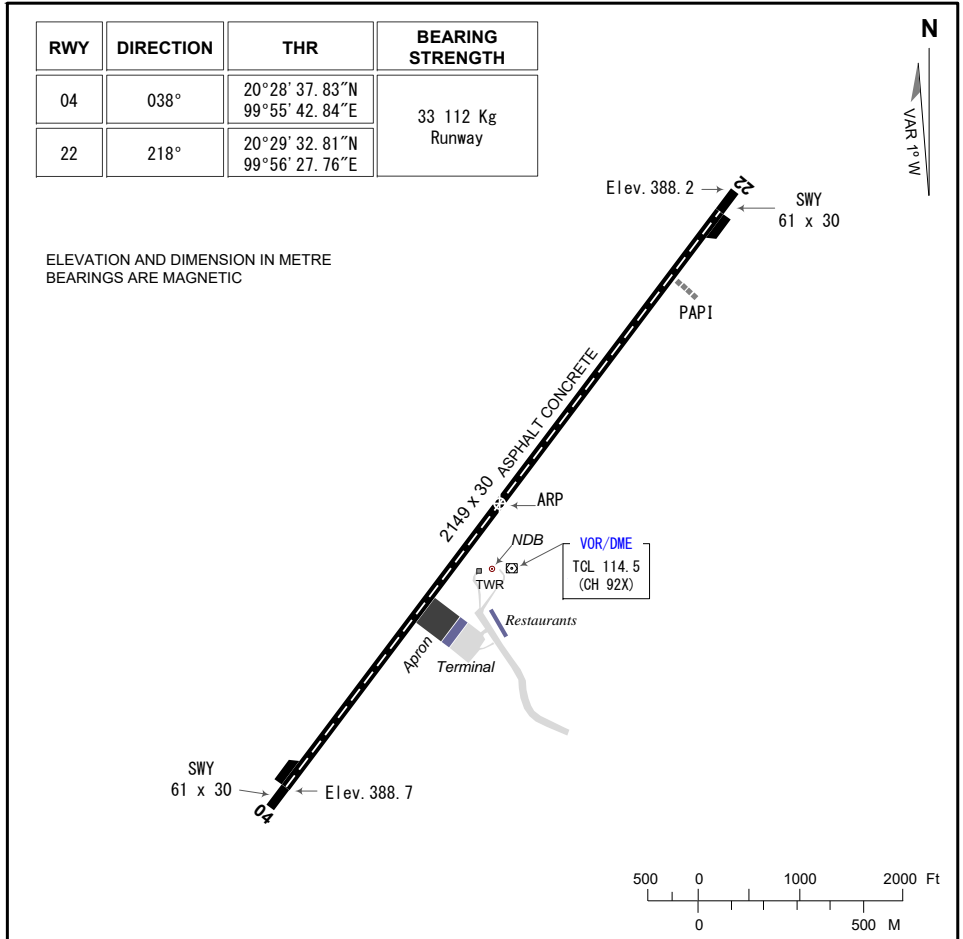 RWY DIRECTION THR BEARING STRENGTH
04 038° 20°28'37.83″N
99°55'42.84″E
33 112 Kg
Runway
22 218° 20°29'32.81″N
99°56'27.76″E
N
VAR 1° W
ELEVATION AND DIMENSION IN METRE
BEARINGS ARE MAGNETIC
Elev.388.2
22
SWY
61 x 30
PAPI
2149 x 30 ASPHALT CONCRETE
ARP
NDB
VOR/DME
TCL 114.5
(CH 92X)
TWR
Restaurants
Apron
Terminal
SWY
61 x 30
Elev.388.7
04
500 0 1000 2000 Ft
0 500 M